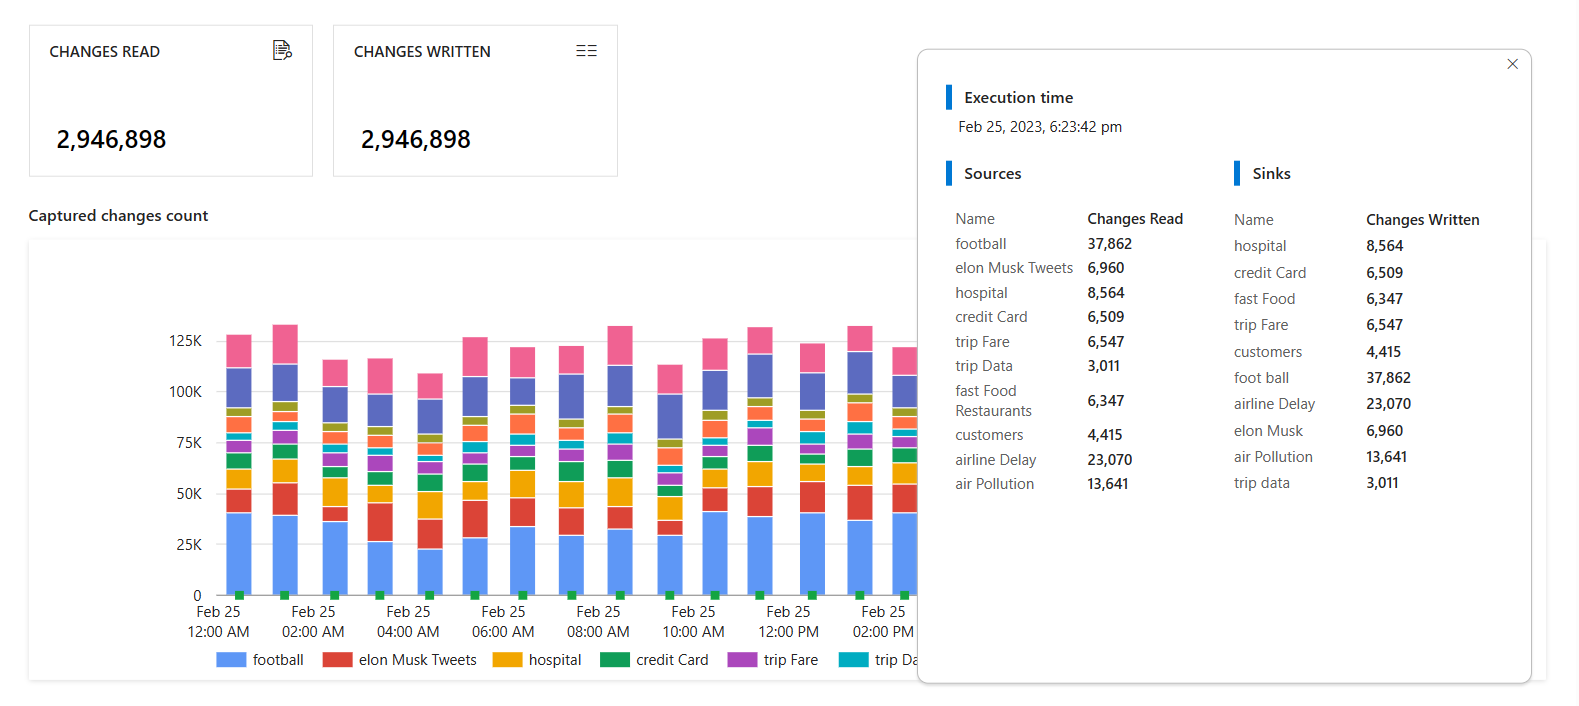 CHANGES READ
2,946,898
CHANGES WRITTEN
2,946,898
Captured changes count
125K
100K
75K
50K
25K
0
Feb 25 12:00 AM
Feb 25 02:00 AM
Feb 25 04:00 AM
Feb 25 06:00 AM
Feb 25 08:00 AM
Feb 25 10:00 AM
Feb 25 12:00 PM
Feb 25 02:00 PM
football
elon Musk Tweets
hospital
credit Card
trip Fare
trip Da
Execution time
Feb 25, 2023, 6:23:42 pm
Sources
Name Changes Read
football 37,862
elon Musk Tweets 6,960
hospital 8,564
credit Card 6,509
trip Fare 6,547
trip Data 3,011
fast Food Restaurants 6,347
customers 4,415
airline Delay 23,070
air Pollution 13,641
Sinks
Name Changes Written
hospital 8,564
credit Card 6,509
fast Food 6,347
trip Fare 6,547
customers 4,415
foot ball 37,862
airline Delay 23,070
elon Musk 6,960
air Pollution 13,641
trip data 3,011